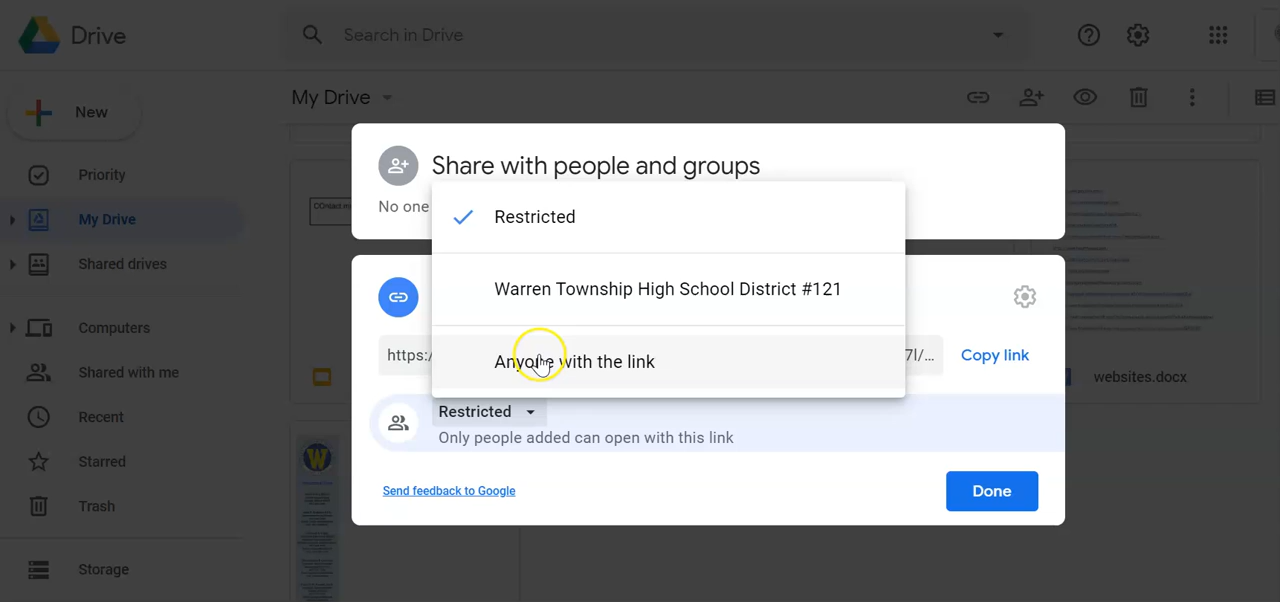 Drive
Search in Drive
New
My Drive
Priority
My Drive
Shared drives
Computers
Shared with me
Recent
Starred
Trash
Storage
Share with people and groups
No one
Restricted
Warren Township High School District #121
Anyone with the link
https:/
7l/...
Copy link
Restricted
Only people added can open with this link
Send feedback to Google
Done
websites.docx
W